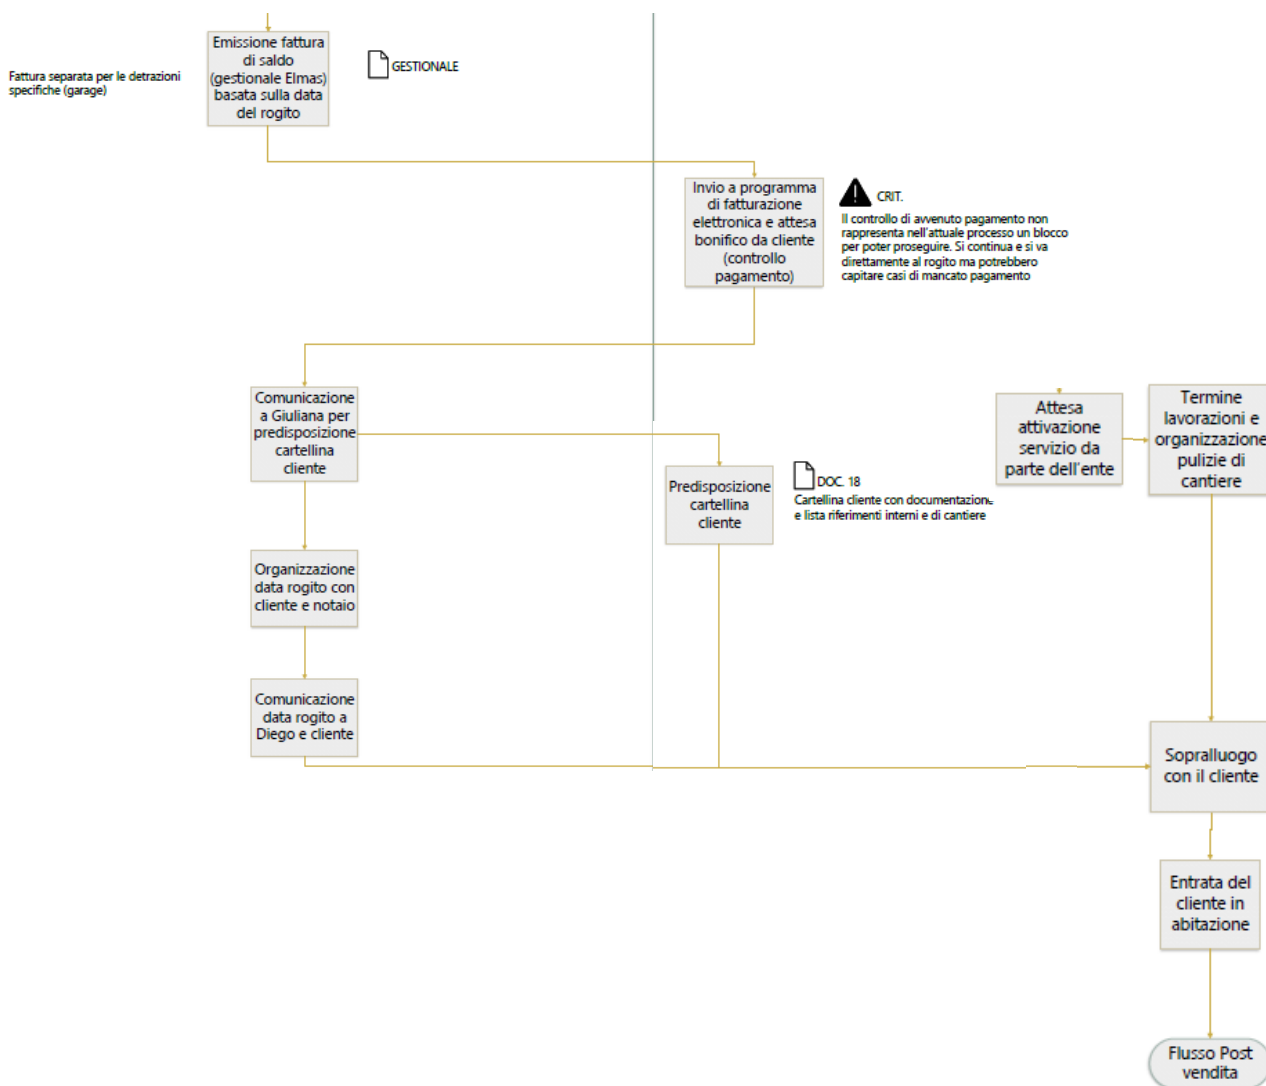 Emissione fattura
di saldo
(gestionale Elmas)
basata sulla data
del rogito
GESTIONALE
Fattura separata per le detrazioni
specifiche (garage)
Invio a programma
di fatturazione
elettronica e attesa
bonifico da cliente
(controllo
pagamento)
CRIT.
Il controllo di avvenuto pagamento non
rappresenta nell'attuale processo un blocco
per poter proseguire. Si continua e si va
direttamente al rogito ma potrebbero
capitare casi di mancato pagamento
Comunicazione
a Giuliana per
predisposizione
cartellina
cliente
Attesa
attivazione
servizio da
parte dell'ente
Termine
lavorazioni e
organizzazione
pulizie di
cantiere
Predisposizione
cartellina
cliente
DOC. 18
Cartellina cliente con documentazione
e lista riferimenti interni e di cantiere
Organizzazione
data rogito con
cliente e notaio
Comunicazione
data rogito a
Diego e cliente
Sopralluogo
con il cliente
Entrata del
cliente in
abitazione
Flusso Post
vendita